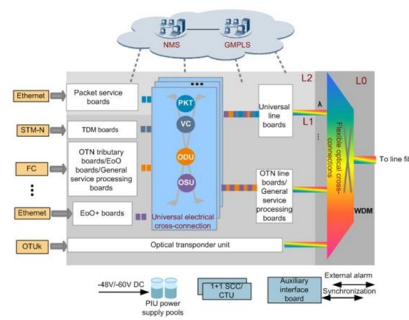 NMS
GMPLS
L2
L0
Ethernet
Packet service
boards
PKT
Universal
line
boards
λ
L1
STM-N
TDM boards
VC
FC
OTN tributary
boards/EoO
boards/General
service processing
boards
ODU
OSU
Flexible optical cross-
connections
To line fi
OTN line
boards/
General
service
processing
boards
Ethernet
EoO+ boards
Universal electrical
cross-connection
WDM
OTUk
Optical transponder unit
-48V/-60V DC
PIU power
supply pools
1+1 SCC/
CTU
Auxiliary
interface
board
External alarm
Synchronization